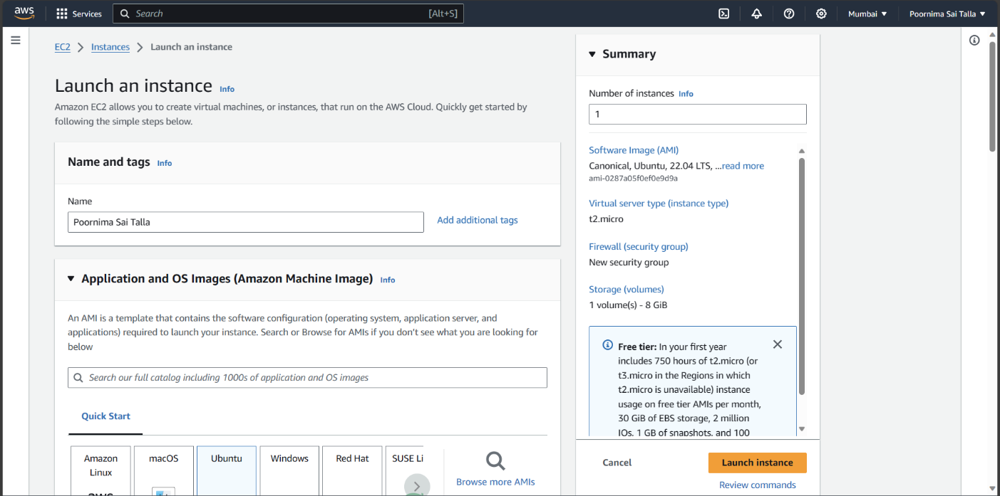 aws
Services
Search
[Alt+S]
Mumbai
Poornima Sai Talla
EC2
Instances
Launch an instance
Launch an instance
Info
Amazon EC2 allows you to create virtual machines, or instances, that run on the AWS Cloud. Quickly get started by
following the simple steps below.
Name and tags
Info
Name
Poornima Sai Talla
Add additional tags
Application and OS Images (Amazon Machine Image)
Info
An AMI is a template that contains the software configuration (operating system, application server, and
applications) required to launch your instance. Search or Browse for AMIs if you don't see what you are looking for
below
Search our full catalog including 1000s of application and OS images
Quick Start
Amazon
Linux
aws
macOS
Ubuntu
Windows
Red Hat
SUSE Li
Browse more AMIs
Summary
Number of instances
Info
1
Software Image (AMI)
Canonical, Ubuntu, 22.04 LTS, ...read more
ami-0287a05f0ef0e9d9a
Virtual server type (instance type)
t2.micro
Firewall (security group)
New security group
Storage (volumes)
1 volume(s) - 8 GiB
Free tier: In your first year
includes 750 hours of t2.micro (or
t3.micro in the Regions in which
t2.micro is unavailable) instance
usage on free tier AMIs per month,
30 GiB of EBS storage, 2 million
IOs, 1 GB of snapshots, and 100
Cancel
Launch instance
Review commands